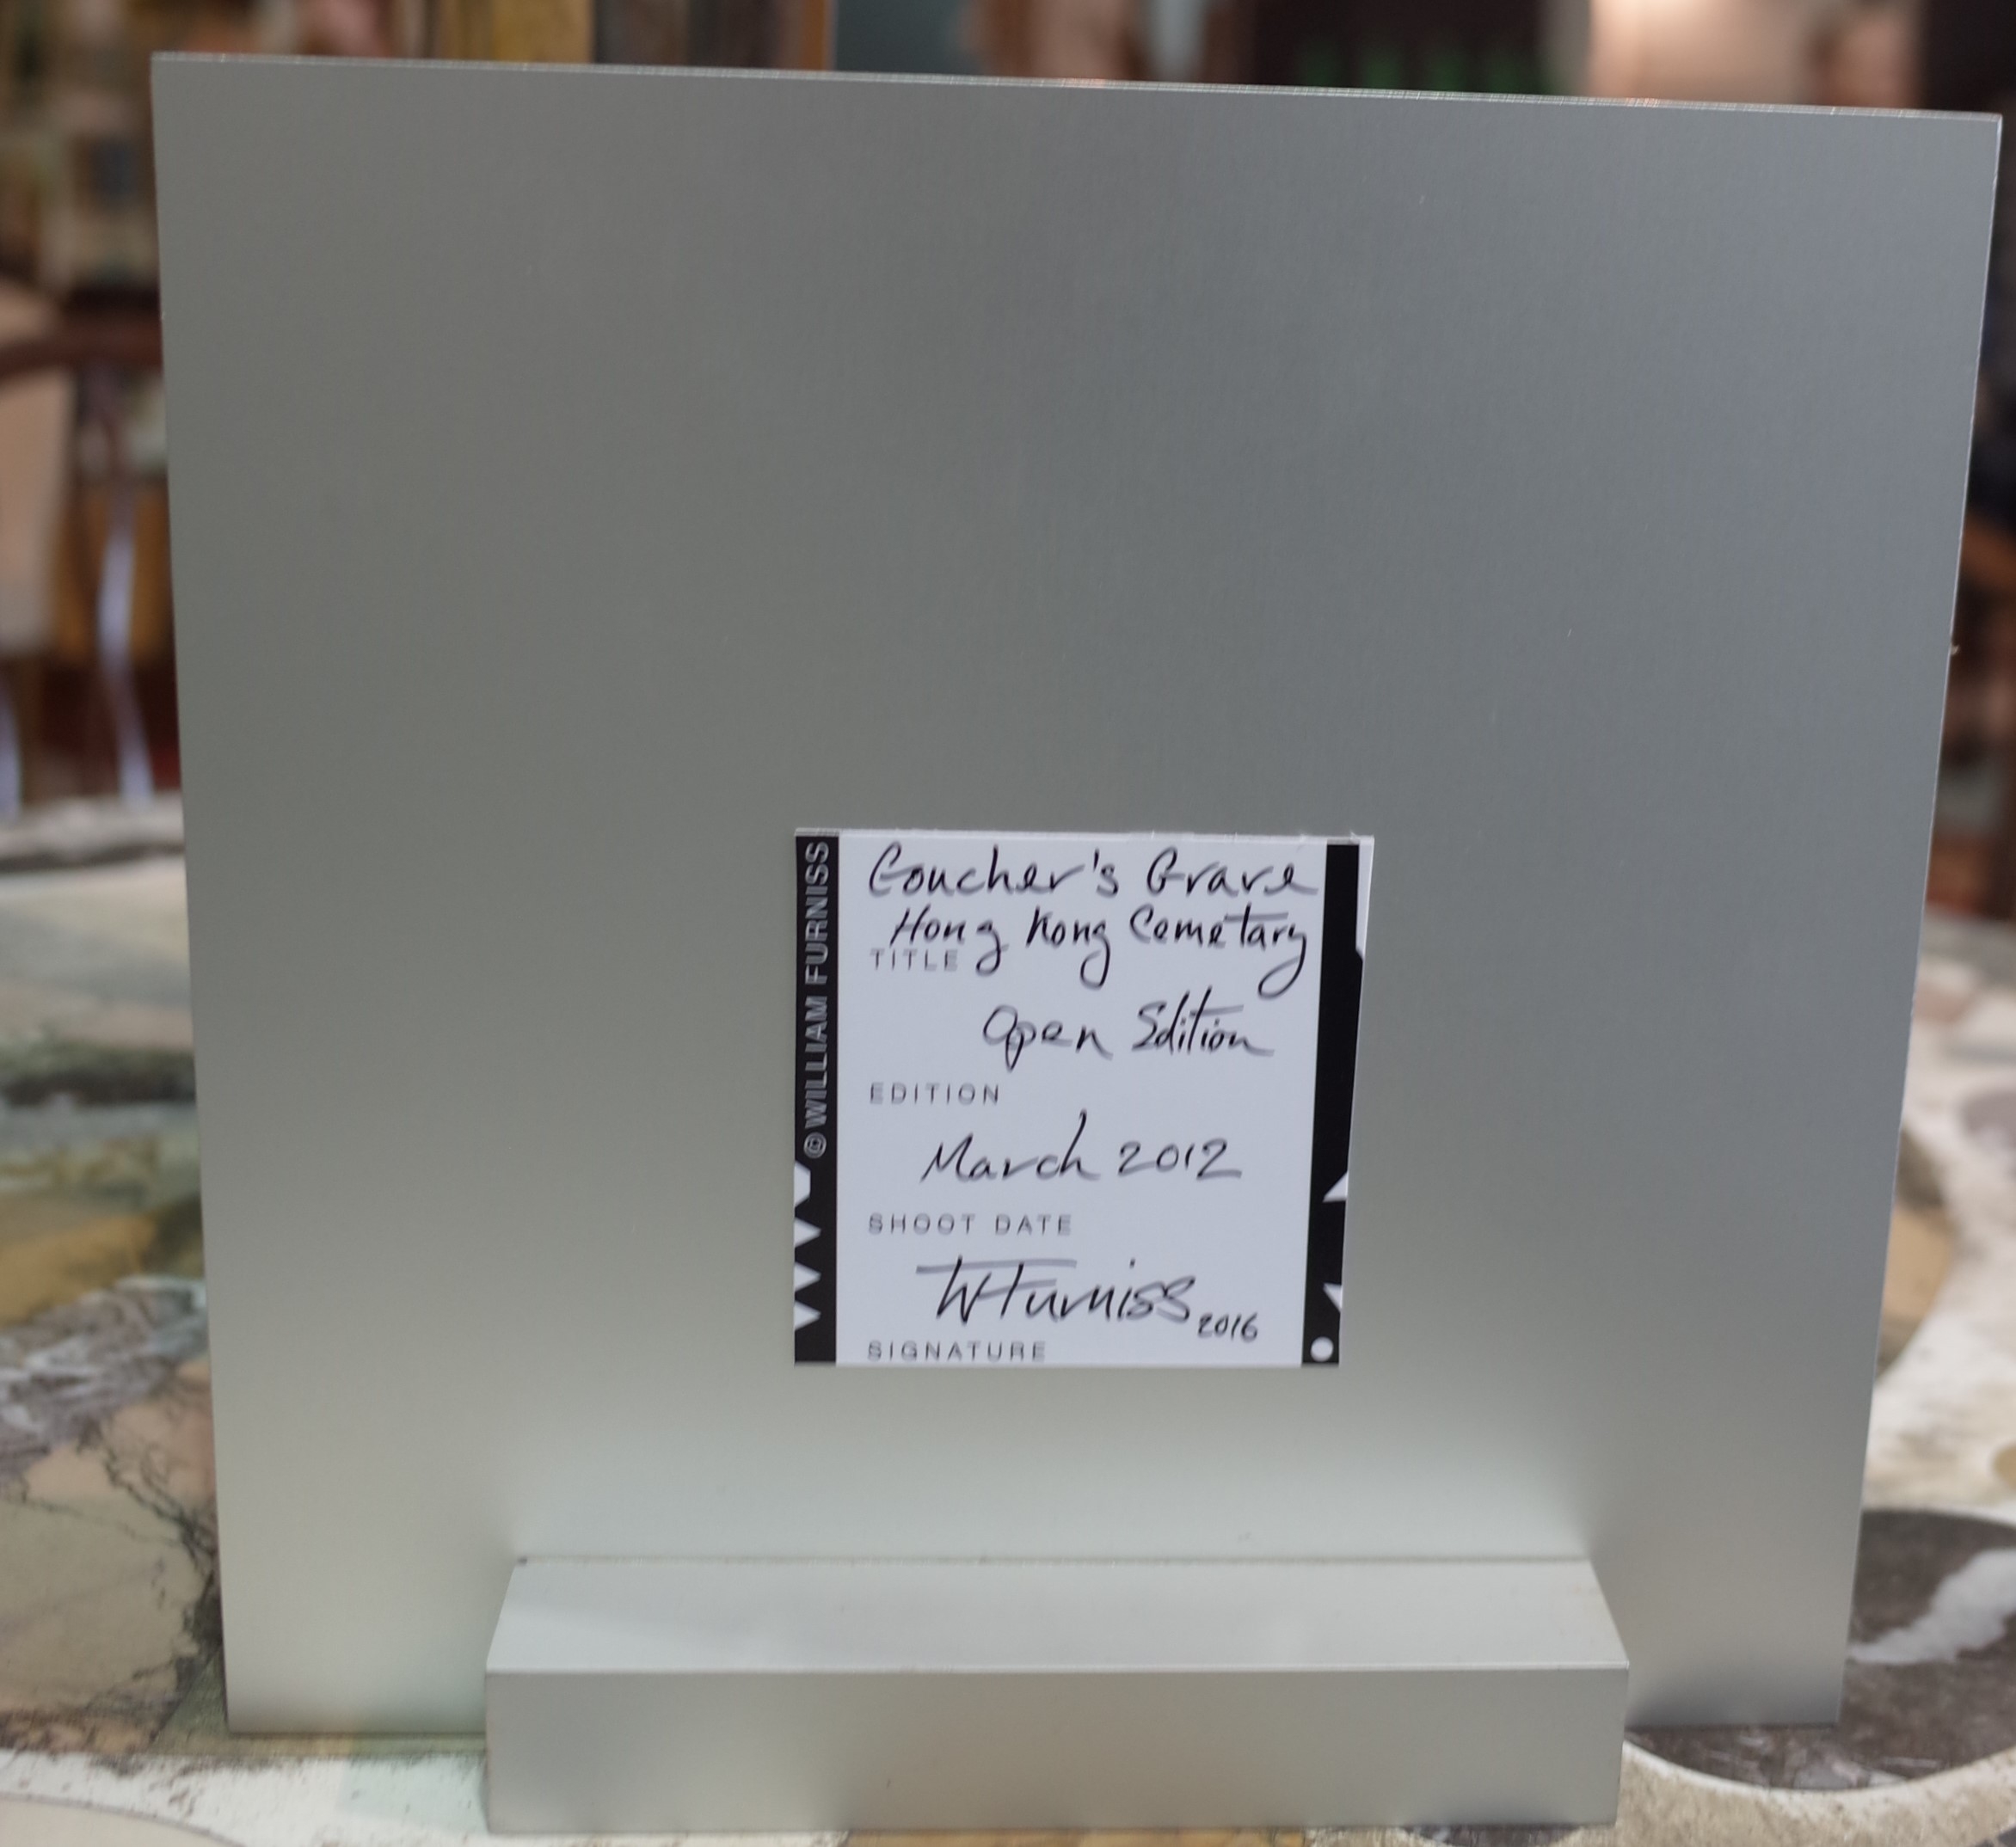 © WILLIAM FURNISS
Goucher's Grave
Hong Kong Cemetary
TITLE
Open Edition
EDITION
March 2012
SHOOT DATE
WFurniss 2016
SIGNATURE